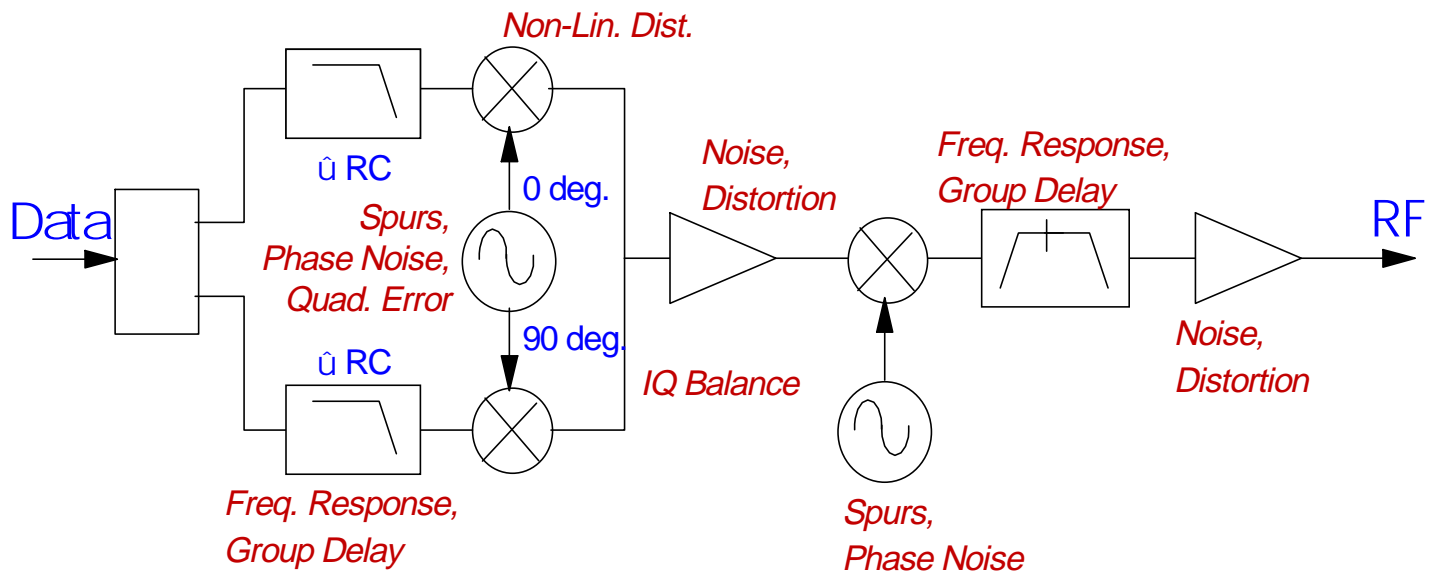 Non-Lin. Dist.
û RC
Data
0 deg.
Spurs,
Phase Noise,
Quad. Error
90 deg.
û RC
Freq. Response,
Group Delay
Noise,
Distortion
IQ Balance
Freq. Response,
Group Delay
Spurs,
Phase Noise
RF
Noise,
Distortion